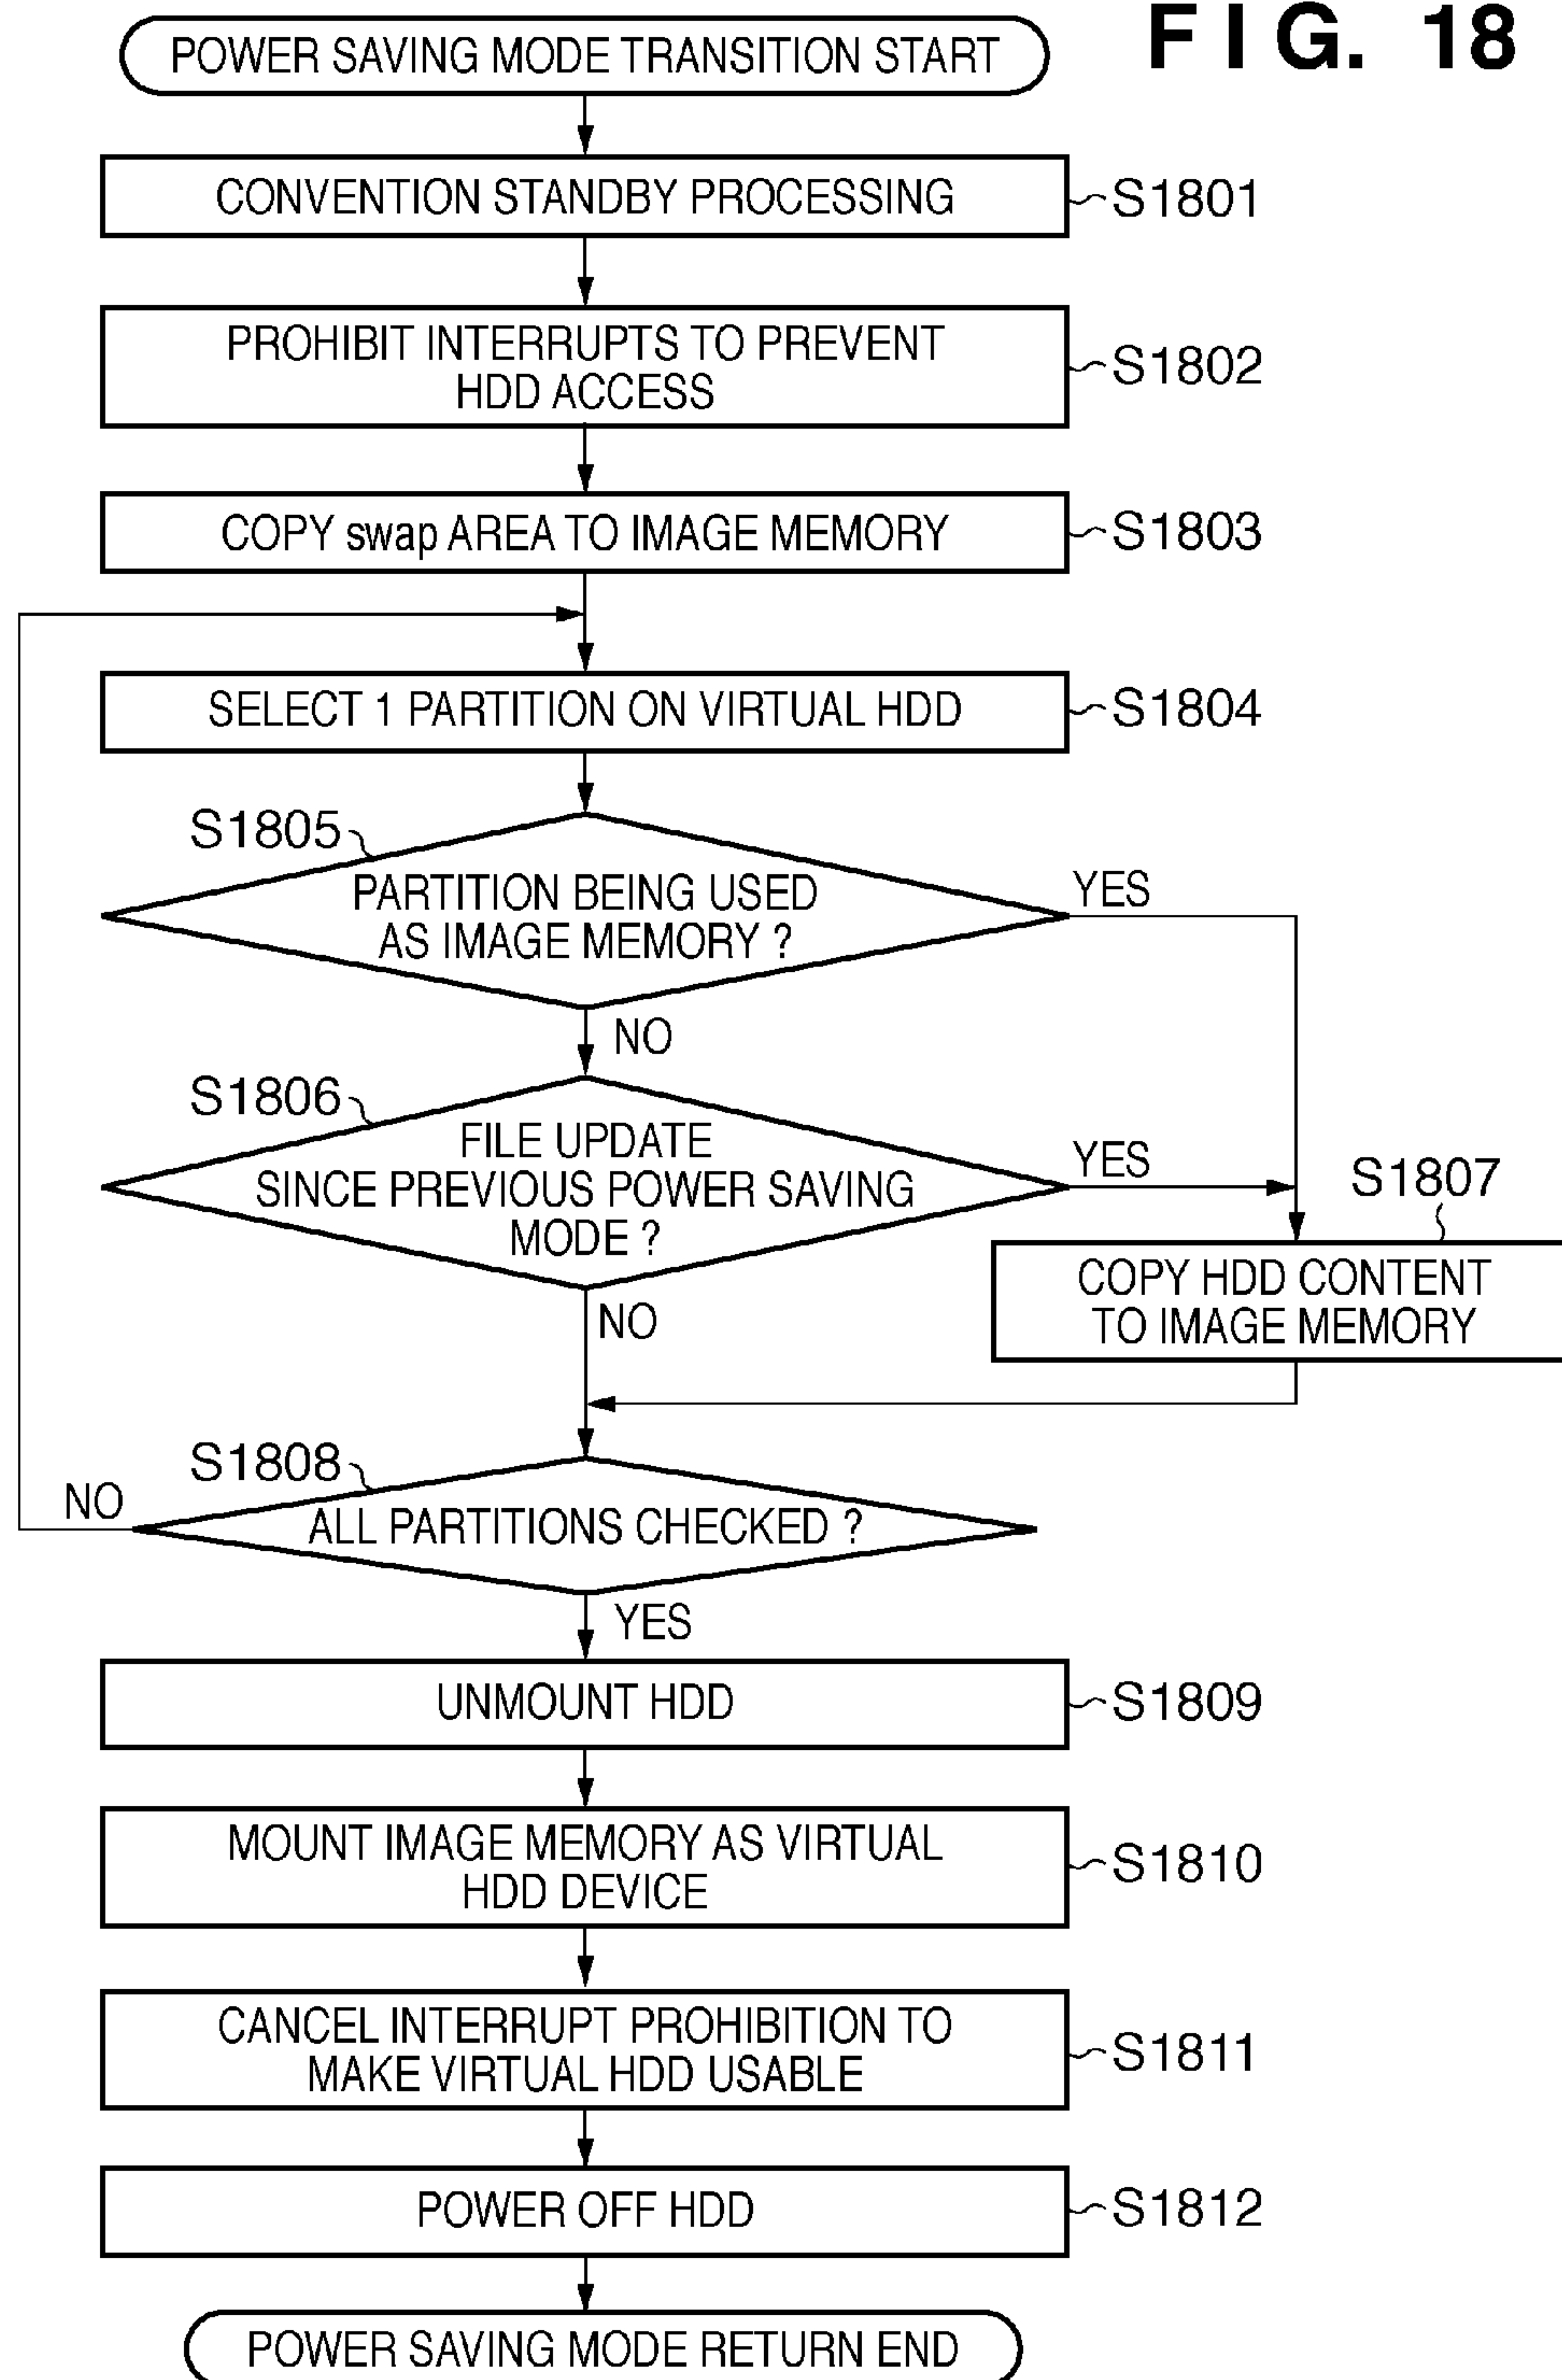 FIG. 18
POWER SAVING MODE TRANSITION START
CONVENTION STANDBY PROCESSING
S1801
PROHIBIT INTERRUPTS TO PREVENT
HDD ACCESS
S1802
COPY swap AREA TO IMAGE MEMORY
S1803
SELECT 1 PARTITION ON VIRTUAL HDD
S1804
S1805
PARTITION BEING USED
AS IMAGE MEMORY ?
YES
NO
S1806
FILE UPDATE
SINCE PREVIOUS POWER SAVING
MODE ?
YES
NO
S1807
COPY HDD CONTENT
TO IMAGE MEMORY
S1808
ALL PARTITIONS CHECKED ?
NO
YES
UNMOUNT HDD
S1809
MOUNT IMAGE MEMORY AS VIRTUAL
HDD DEVICE
S1810
CANCEL INTERRUPT PROHIBITION TO
MAKE VIRTUAL HDD USABLE
S1811
POWER OFF HDD
S1812
POWER SAVING MODE RETURN END